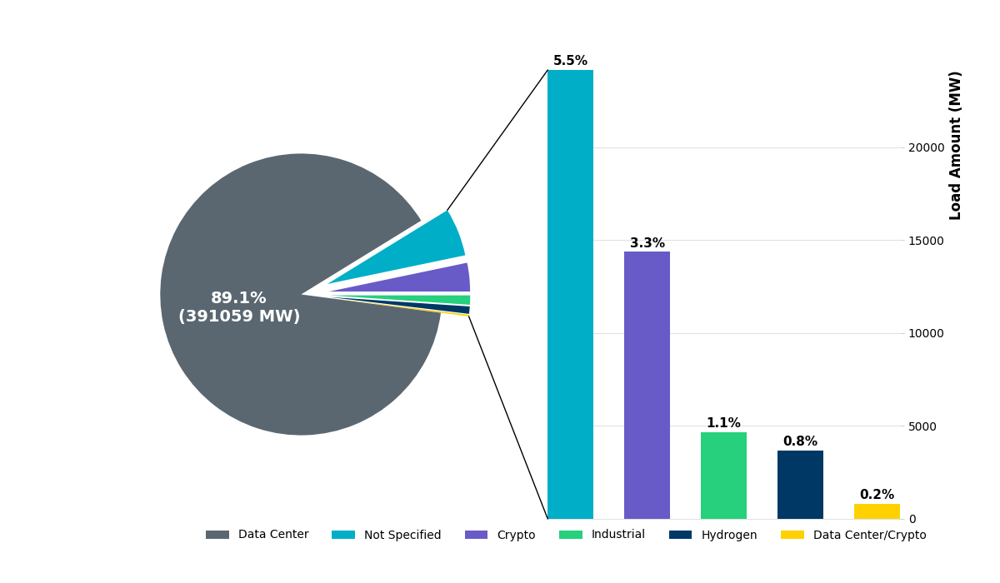 89.1%
(391059 MW)
5.5%
3.3%
1.1%
0.8%
0.2%
20000
15000
10000
5000
0
Load Amount (MW)
Data Center
Not Specified
Crypto
Industrial
Hydrogen
Data Center/Crypto